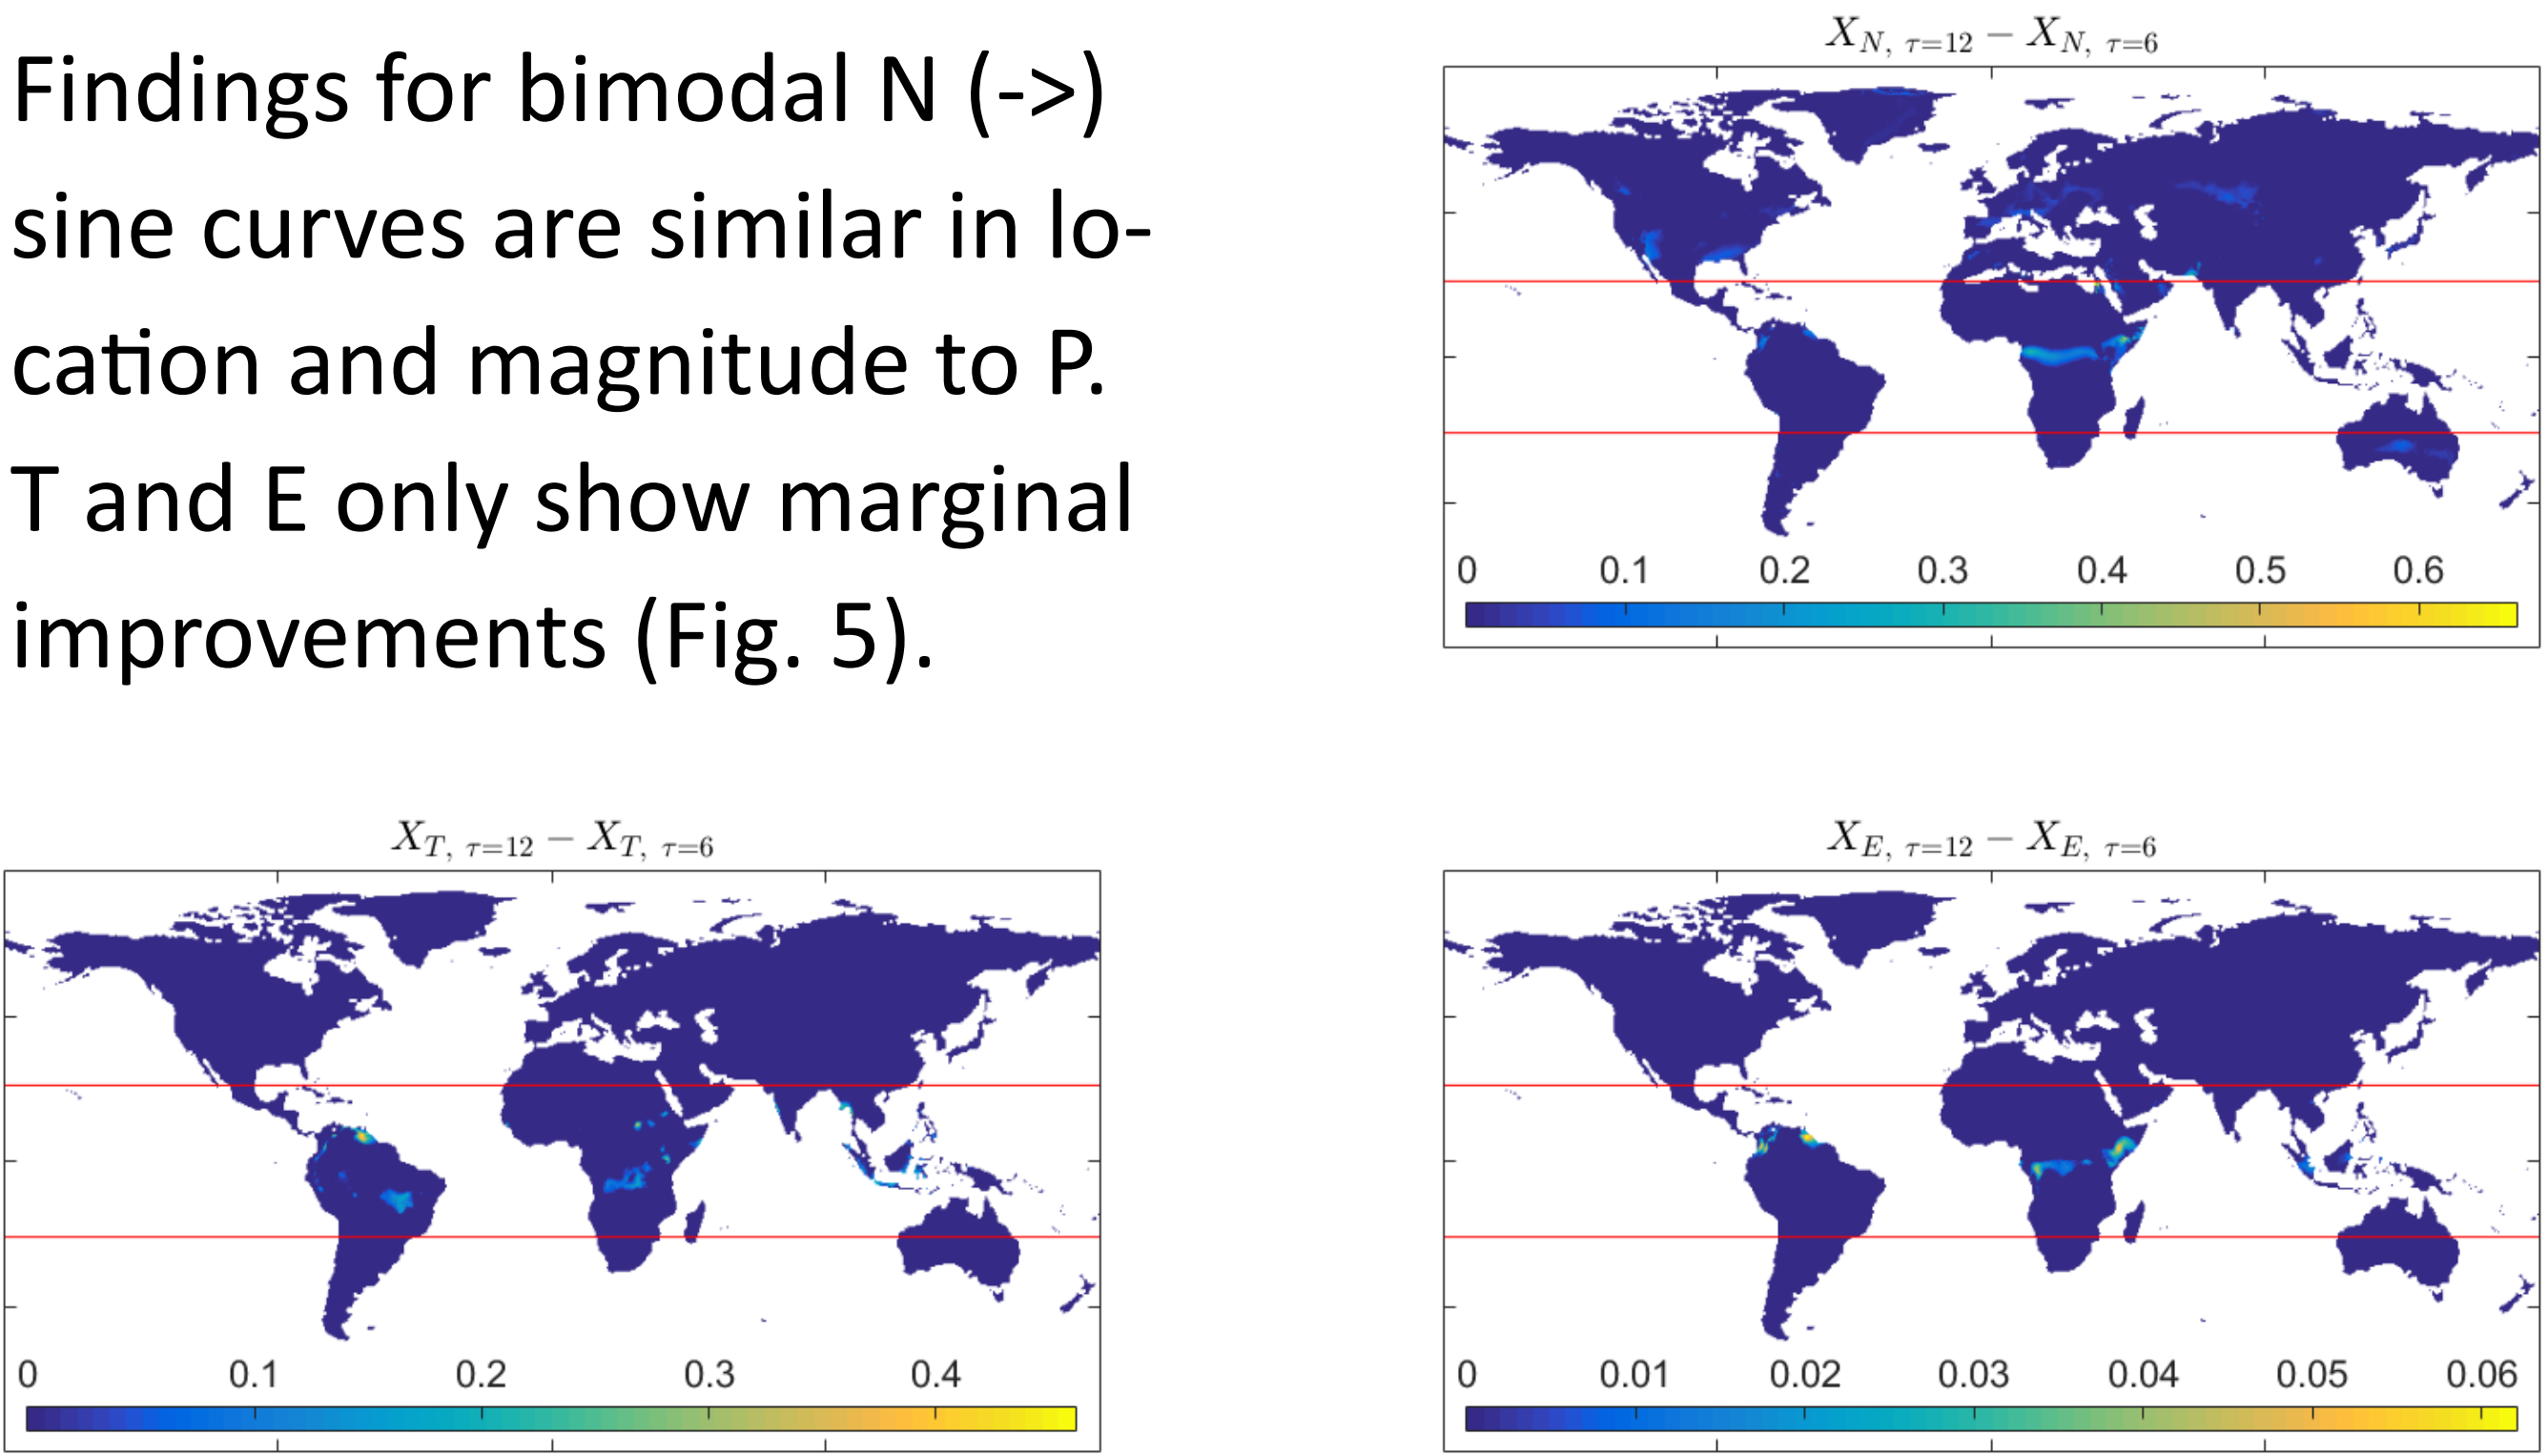 Findings for bimodal N (->)
sine curves are similar in lo-
cation and magnitude to P.
T and E only show marginal
improvements (Fig. 5).
X_{N, τ=12} − X_{N, τ=6}
0 0.1 0.2 0.3 0.4 0.5 0.6
X_{T, τ=12} − X_{T, τ=6}
0 0.1 0.2 0.3 0.4
X_{E, τ=12} − X_{E, τ=6}
0 0.01 0.02 0.03 0.04 0.05 0.06